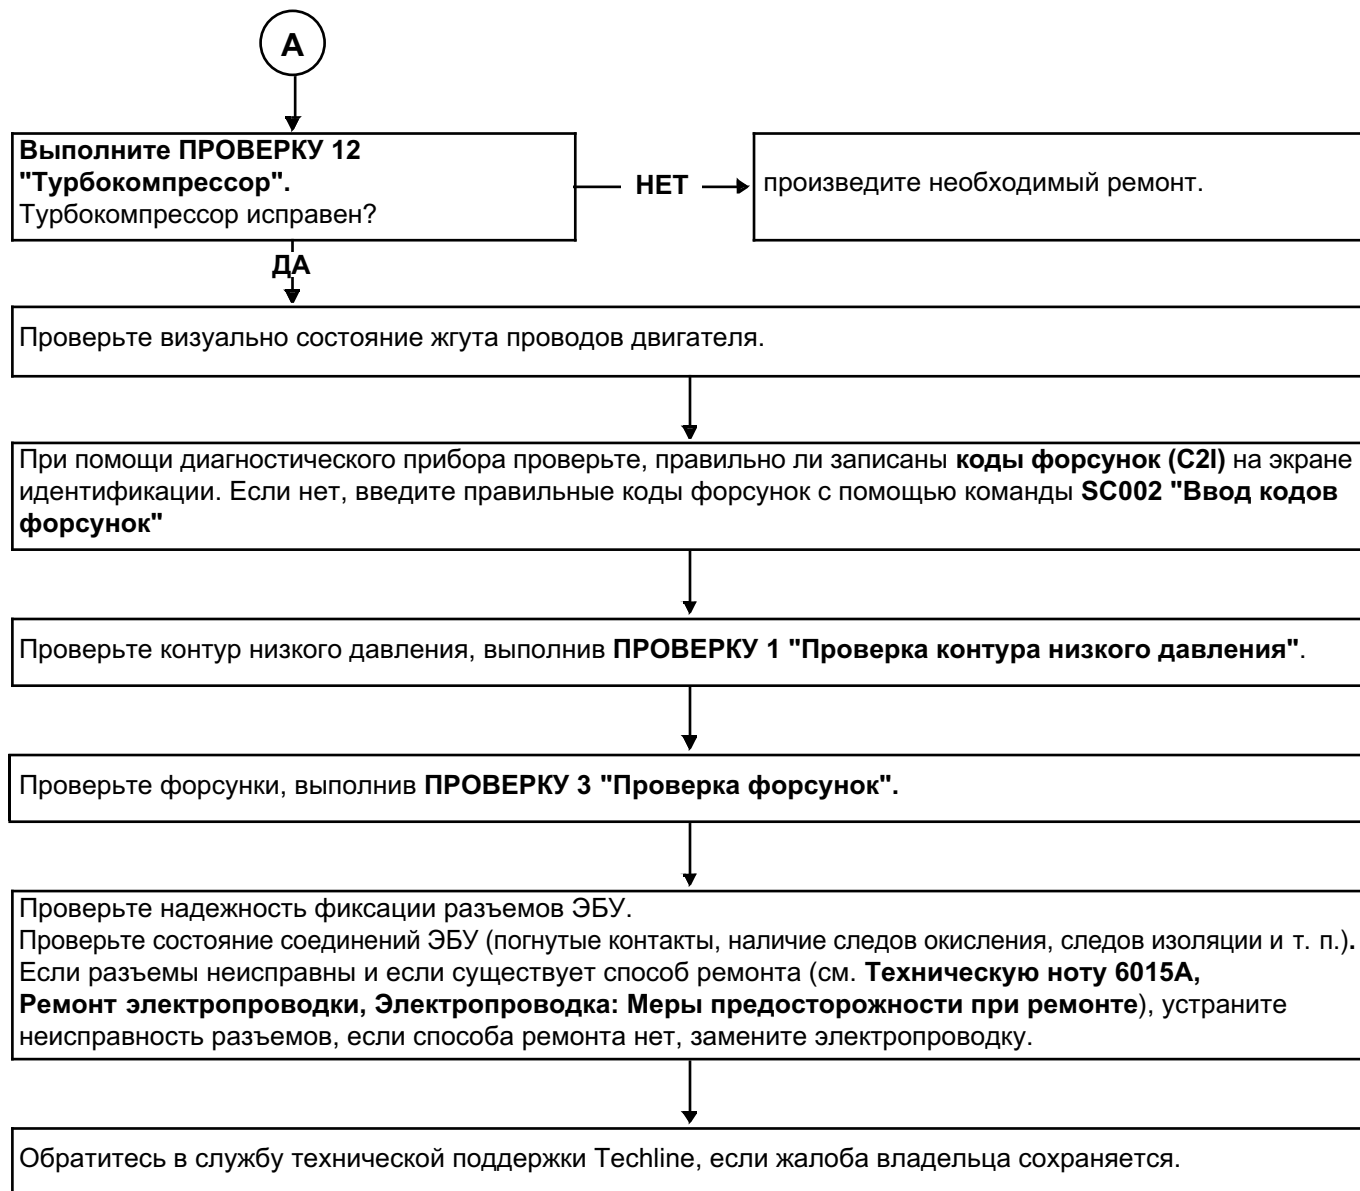 А
Выполните ПРОВЕРКУ 12
"Турбокомпрессор".
Турбокомпрессор исправен?
НЕТ
произведите необходимый ремонт.
ДА
Проверьте визуально состояние жгута проводов двигателя.
При помощи диагностического прибора проверьте, правильно ли записаны коды форсунок (C2I) на экране
идентификации. Если нет, введите правильные коды форсунок с помощью команды SC002 "Ввод кодов
форсунок"
Проверьте контур низкого давления, выполнив ПРОВЕРКУ 1 "Проверка контура низкого давления".
Проверьте форсунки, выполнив ПРОВЕРКУ 3 "Проверка форсунок".
Проверьте надежность фиксации разъемов ЭБУ.
Проверьте состояние соединений ЭБУ (погнутые контакты, наличие следов окисления, следов изоляции и т. п.).
Если разъемы неисправны и если существует способ ремонта (см. Техническую ноту 6015А,
Ремонт электропроводки, Электропроводка: Меры предосторожности при ремонте), устраните
неисправность разъемов, если способа ремонта нет, замените электропроводку.
Обратитесь в службу технической поддержки Techline, если жалоба владельца сохраняется.